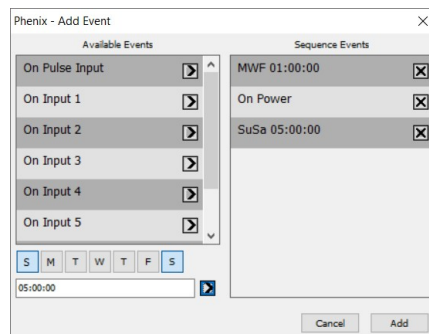 Phenix - Add Event
Available Events
Sequence Events
On Pulse Input
On Input 1
On Input 2
On Input 3
On Input 4
On Input 5
MWF 01:00:00
On Power
SuSa 05:00:00
S M T W T F S
05:00:00
Cancel Add